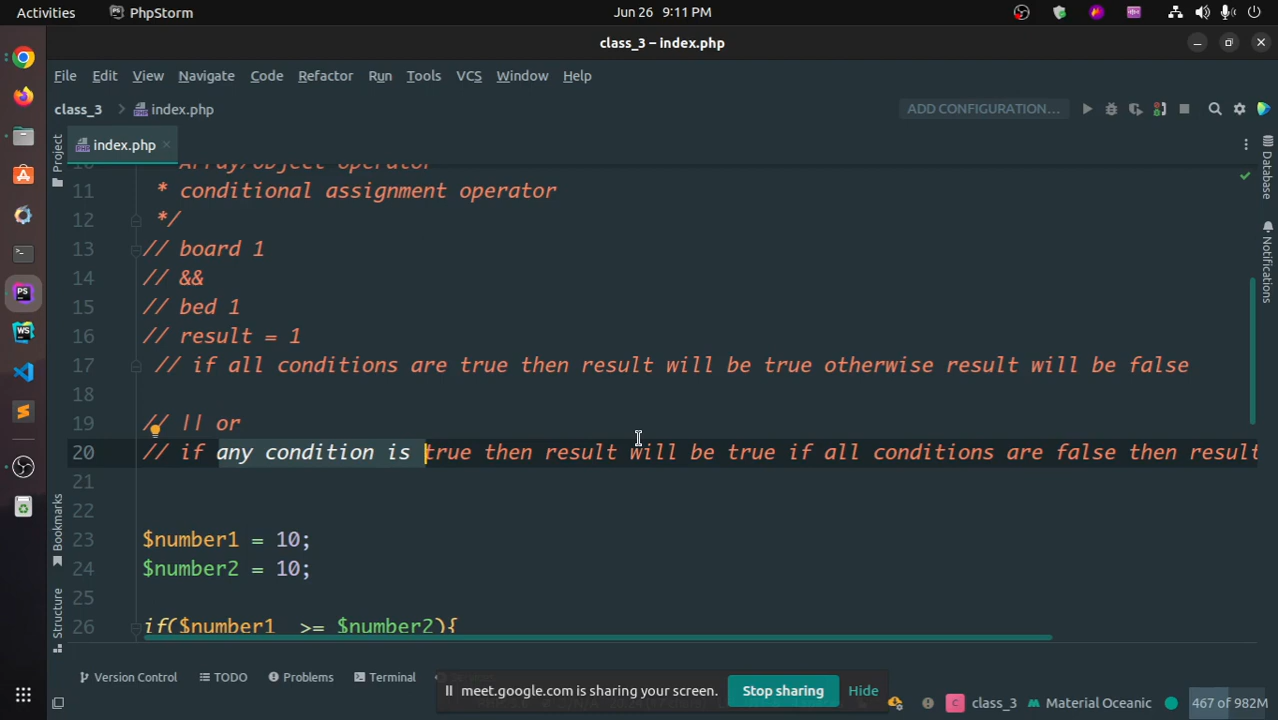 Activities PhpStorm Jun 26 9:11 PM
class_3 – index.php
File Edit View Navigate Code Refactor Run Tools VCS Window Help
class_3 index.php ADD CONFIGURATION...
index.php
Project
Database
Notifications
Bookmarks
Structure
Array/object operator
11 * conditional assignment operator
12 */
13 // board 1
14 // &&
15 // bed 1
16 // result = 1
17 // if all conditions are true then result will be true otherwise result will be false
18
19 // || or
20 // if any condition is true then result will be true if all conditions are false then result
21
22
23 $number1 = 10;
24 $number2 = 10;
25
26 if($number1 >= $number2){
Version Control TODO Problems Terminal
meet.google.com is sharing your screen. Stop sharing Hide
class_3 Material Oceanic 467 of 982M